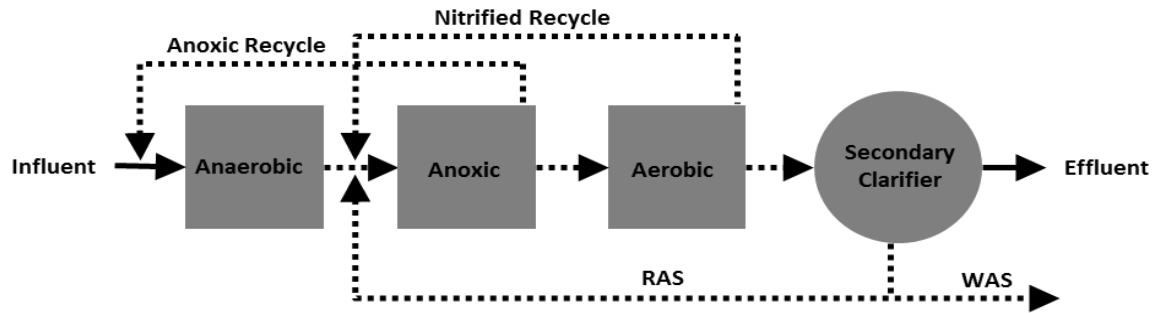 Nitrified Recycle
Anoxic Recycle
Influent
Anaerobic
Anoxic
Aerobic
Secondary
Clarifier
Effluent
RAS
WAS